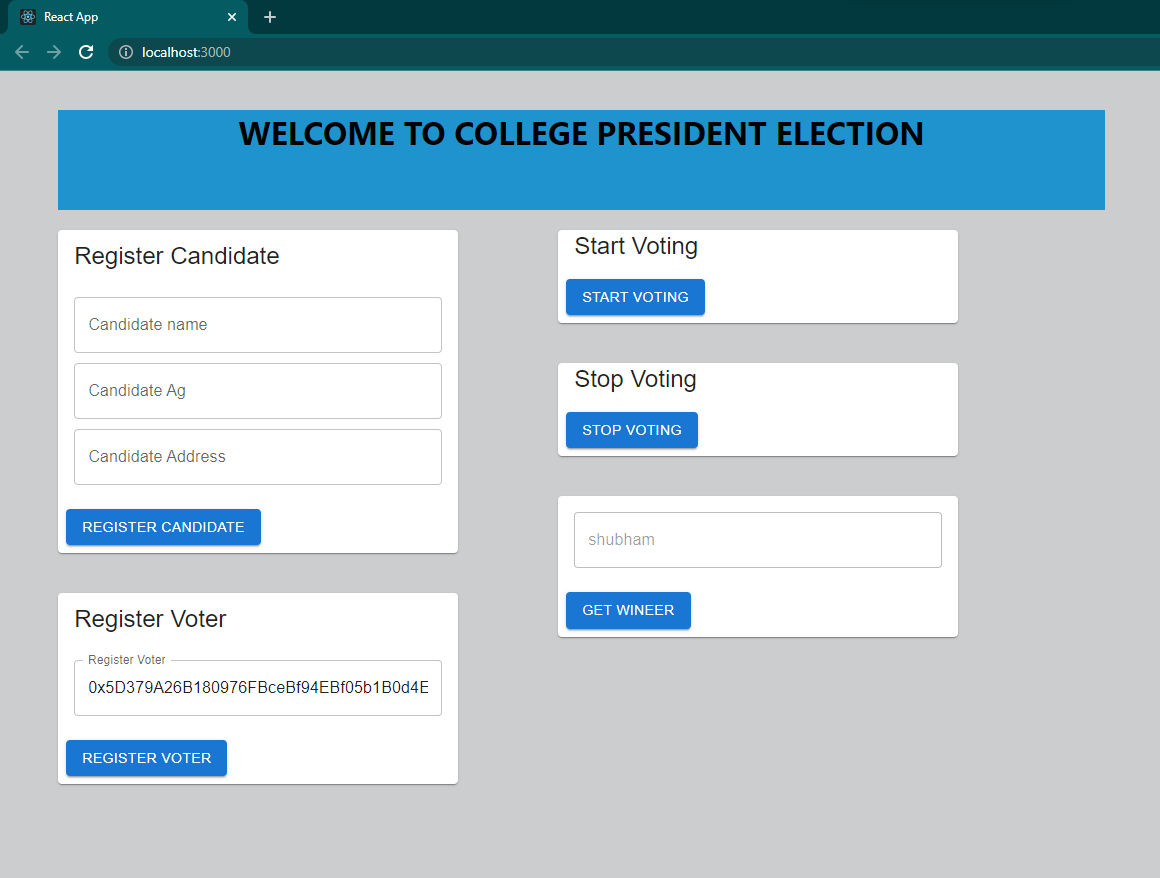 React App
localhost:3000
WELCOME TO COLLEGE PRESIDENT ELECTION
Register Candidate
Candidate name
Candidate Ag
Candidate Address
REGISTER CANDIDATE
Register Voter
Register Voter
0x5D379A26B180976FBceBf94EBf05b1B0d4E
REGISTER VOTER
Start Voting
START VOTING
Stop Voting
STOP VOTING
shubham
GET WINEER